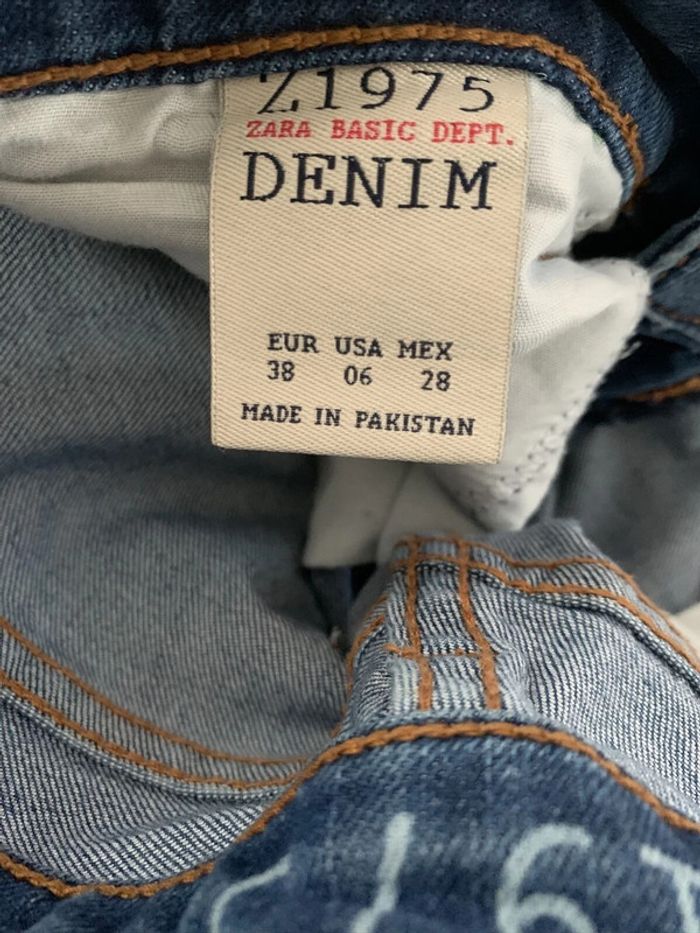 Z1975
ZARA BASIC DEPT.
DENIM
EUR USA MEX
38 06 28
MADE IN PAKISTAN